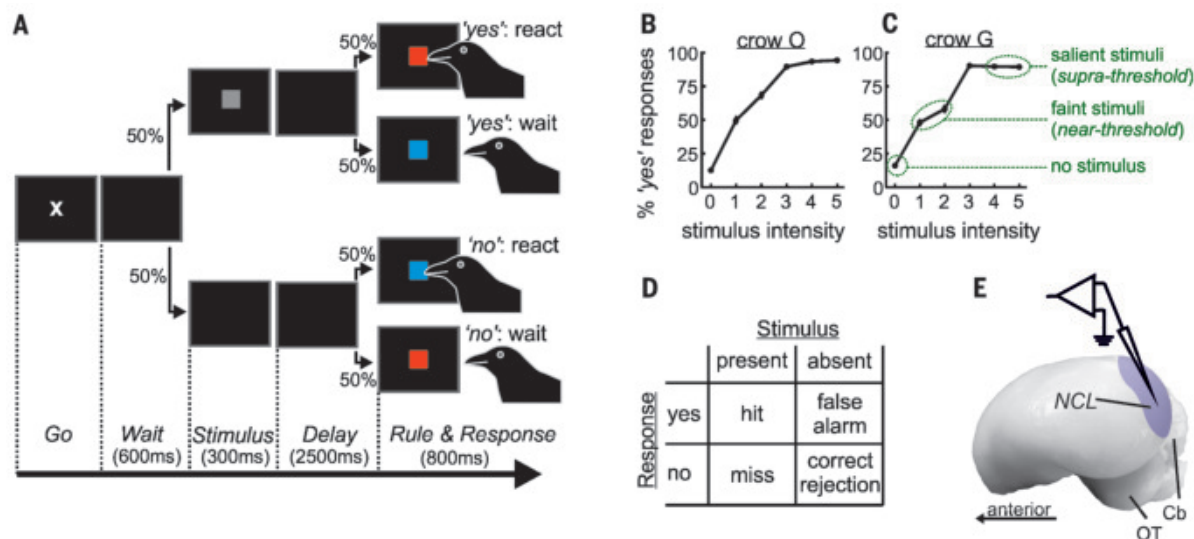 A
x
50%
50%
50%
'yes': react
50%
'yes': wait
50%
'no': react
50%
'no': wait
Go
Wait
(600ms)
Stimulus
(300ms)
Delay
(2500ms)
Rule & Response
(800ms)
B
crow O
% 'yes' responses
100
75
50
25
0
0 1 2 3 4 5
stimulus intensity
C
crow G
100
75
50
25
0
0 1 2 3 4 5
stimulus intensity
salient stimuli
(supra-threshold)
faint stimuli
(near-threshold)
no stimulus
D
Stimulus
present absent
Response
yes hit false
alarm
no miss correct
rejection
E
NCL
anterior
OT
Cb